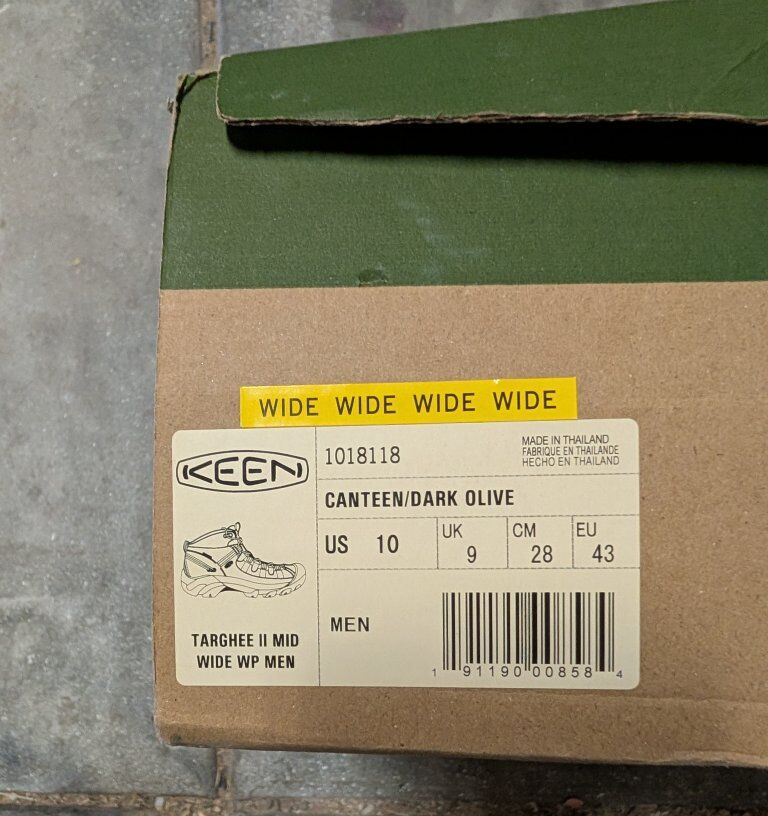 WIDE WIDE WIDE WIDE
KEEN
1018118
MADE IN THAILAND
FABRIQUE EN THAILANDE
HECHO EN THAILAND
CANTEEN/DARK OLIVE
US 10
UK 9
CM 28
EU 43
TARGHEE II MID
WIDE WP MEN
MEN
1 91190 00858 4